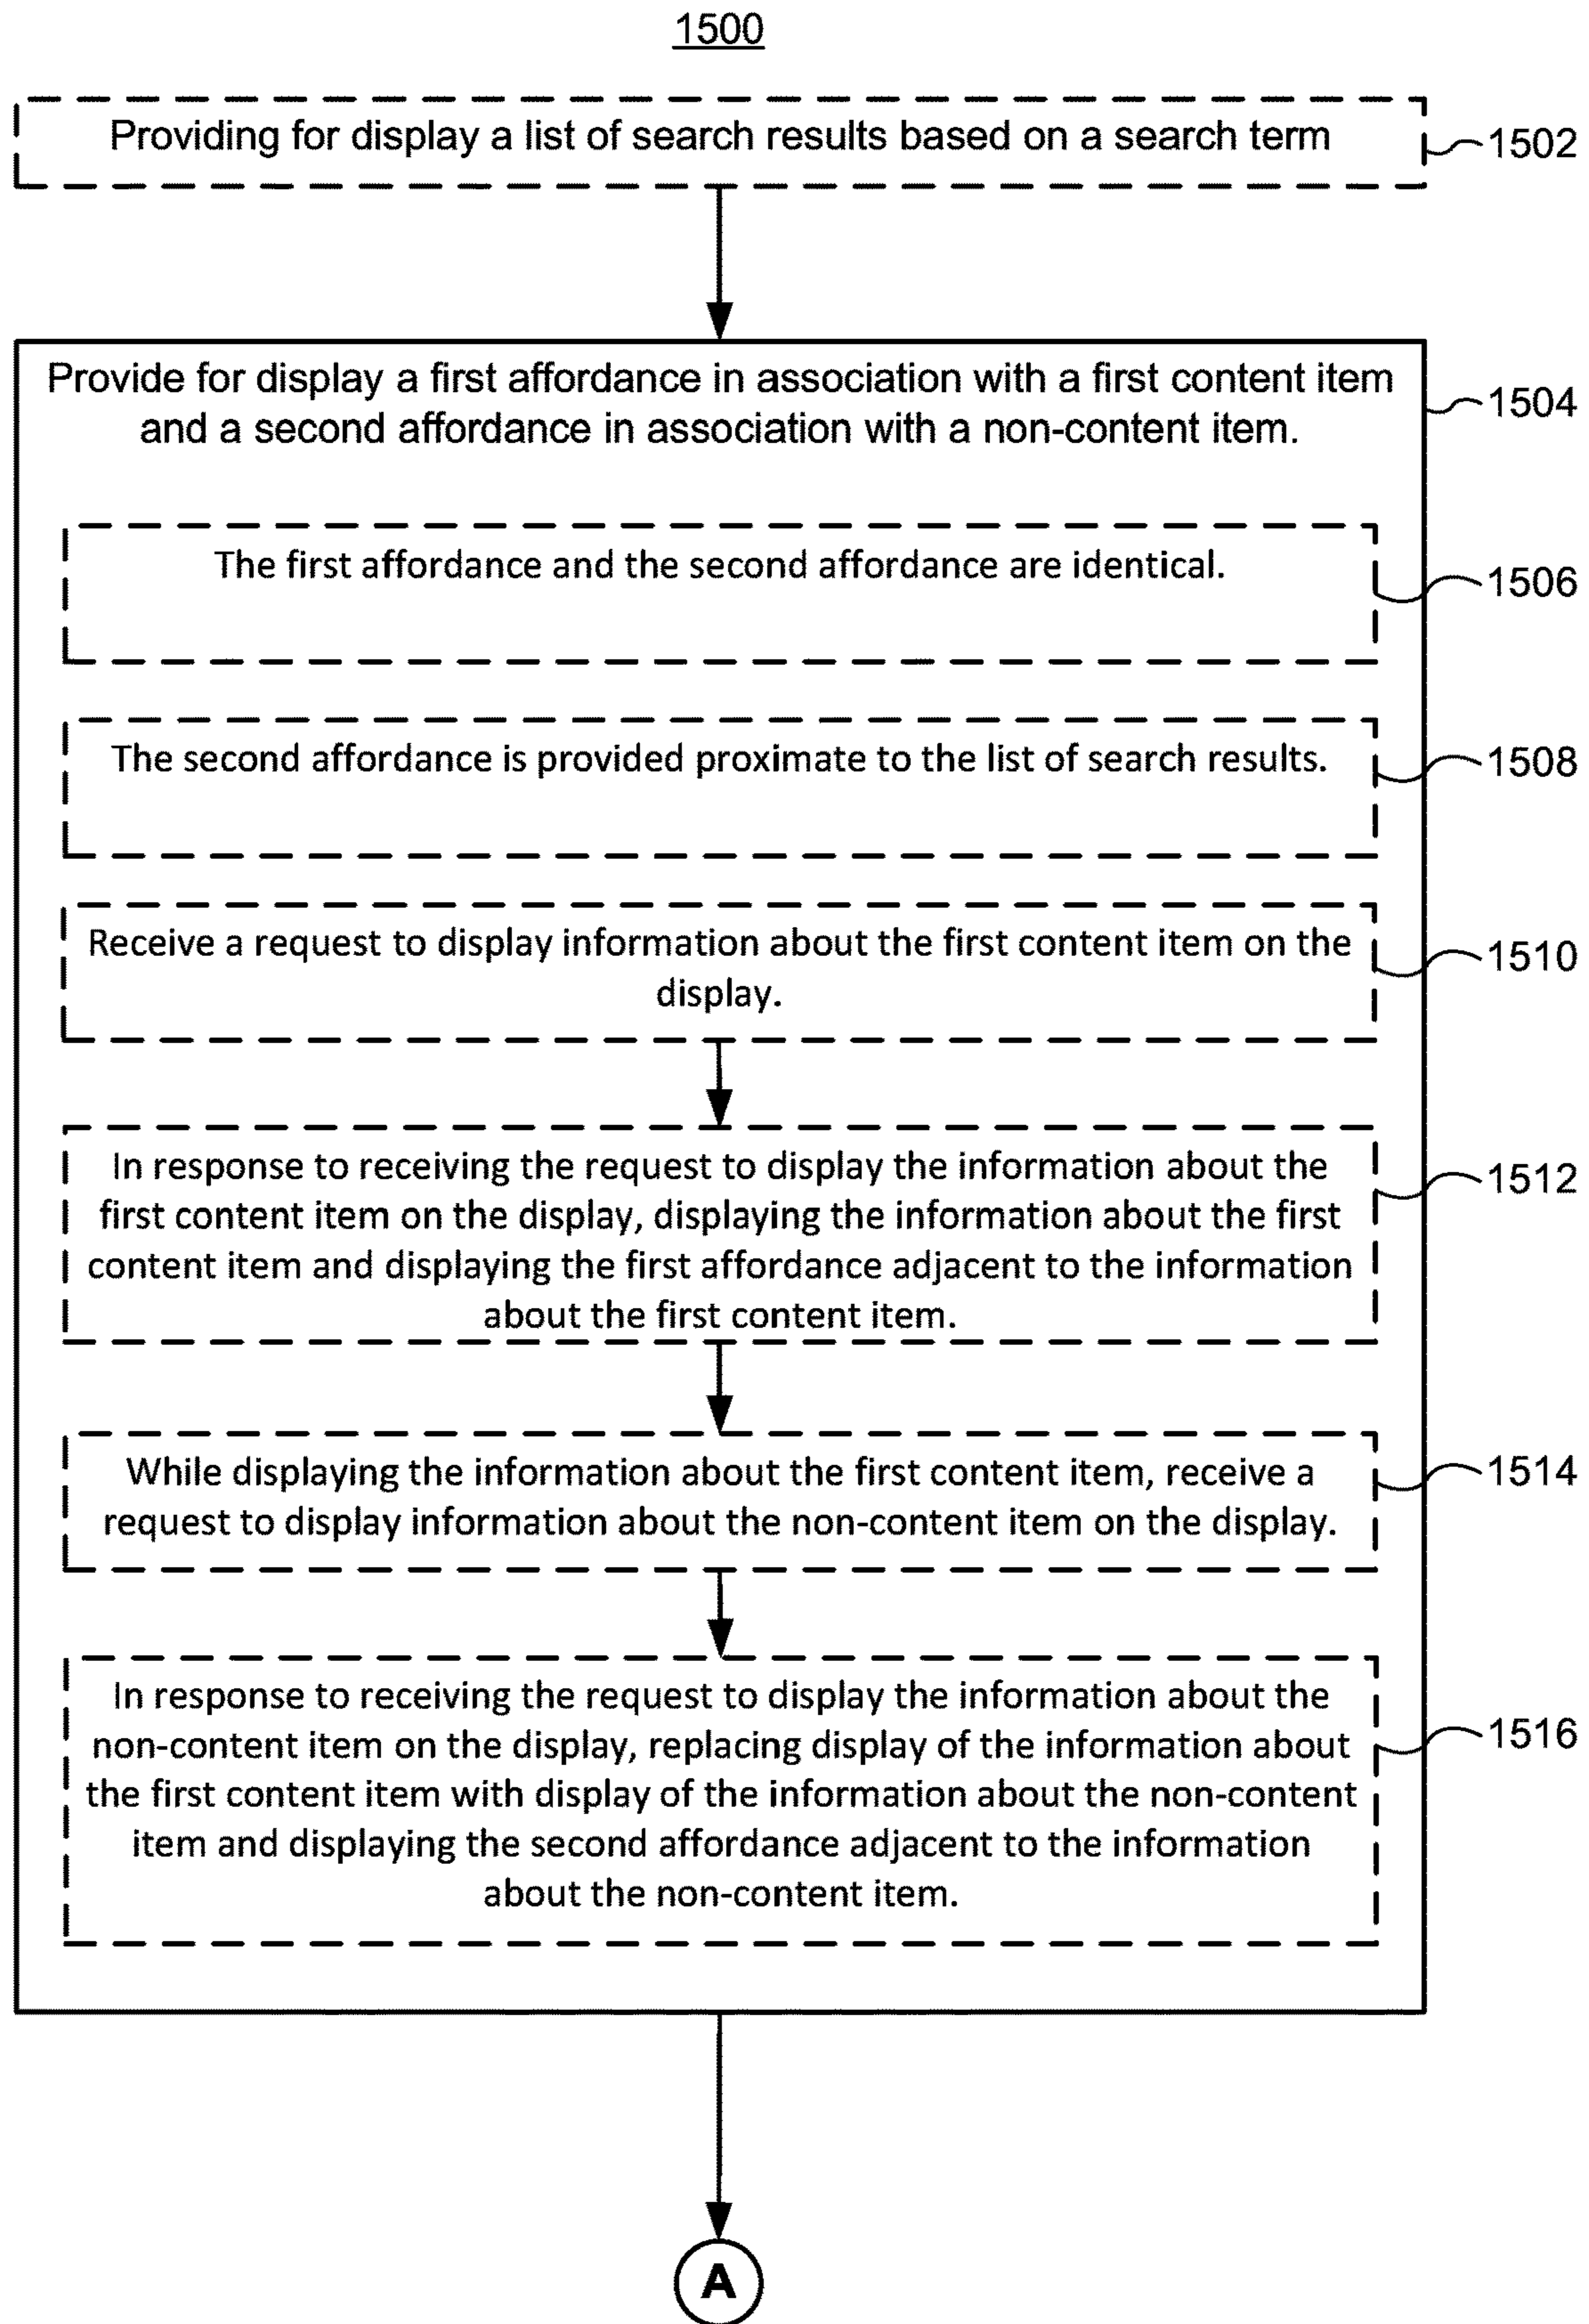 1500
Providing for display a list of search results based on a search term
1502
Provide for display a first affordance in association with a first content item
and a second affordance in association with a non-content item.
1504
The first affordance and the second affordance are identical.
1506
The second affordance is provided proximate to the list of search results.
1508
Receive a request to display information about the first content item on the
display.
1510
In response to receiving the request to display the information about the
first content item on the display, displaying the information about the first
content item and displaying the first affordance adjacent to the information
about the first content item.
1512
While displaying the information about the first content item, receive a
request to display information about the non-content item on the display.
1514
In response to receiving the request to display the information about the
non-content item on the display, replacing display of the information about
the first content item with display of the information about the non-content
item and displaying the second affordance adjacent to the information
about the non-content item.
1516
A